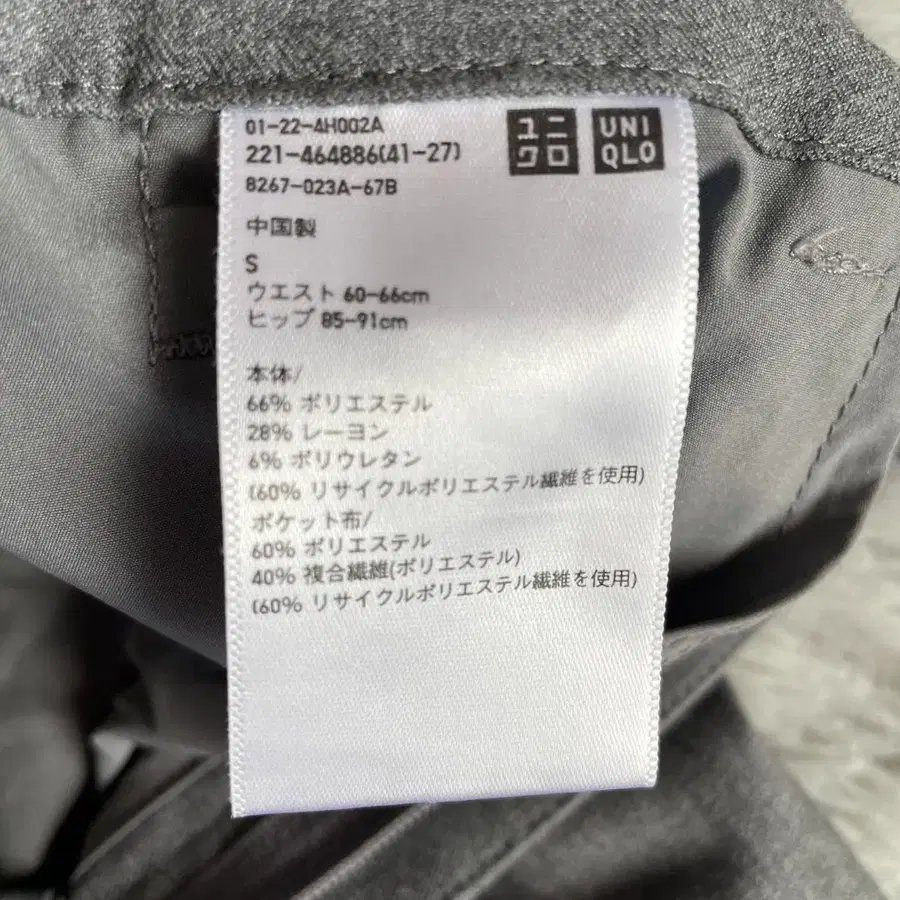 01-22-4H002A
221-464886(41-27)
8267-023A-67B
ユニ
クロ
UNI
QLO
中国製
S
ウエスト 60-66cm
ヒップ 85-91cm
本体/
66% ポリエステル
28% レーヨン
6% ポリウレタン
(60% リサイクルポリエステル繊維を使用)
ポケット布/
60% ポリエステル
40% 複合繊維(ポリエステル)
(60% リサイクルポリエステル繊維を使用)